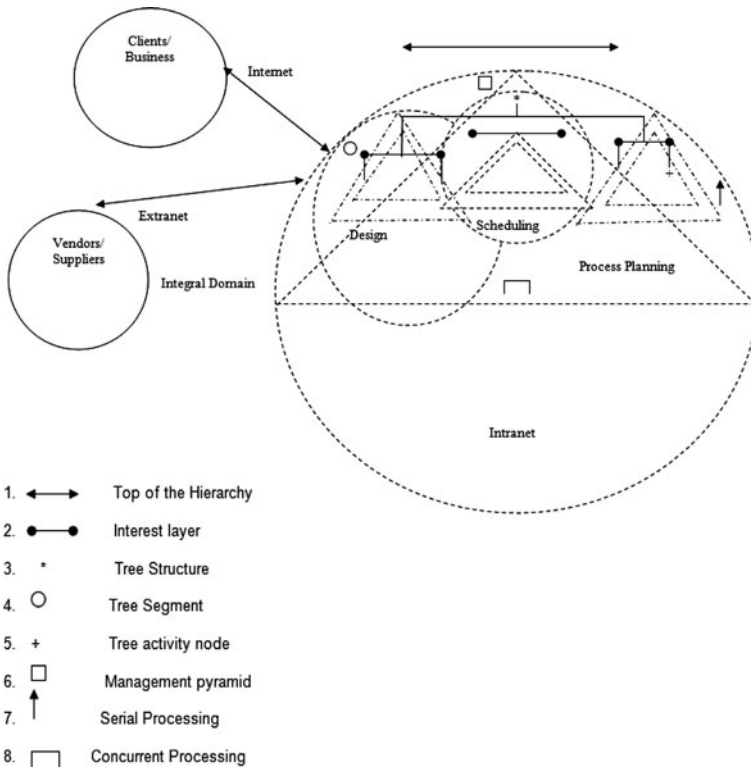 Clients/
Business
Internet
Extranet
Vendors/
Suppliers
Integral Domain
*
Design
Scheduling
Process Planning
+
Intranet
1. Top of the Hierarchy
2. Interest layer
3. * Tree Structure
4. Tree Segment
5. + Tree activity node
6. Management pyramid
7. Serial Processing
8. Concurrent Processing